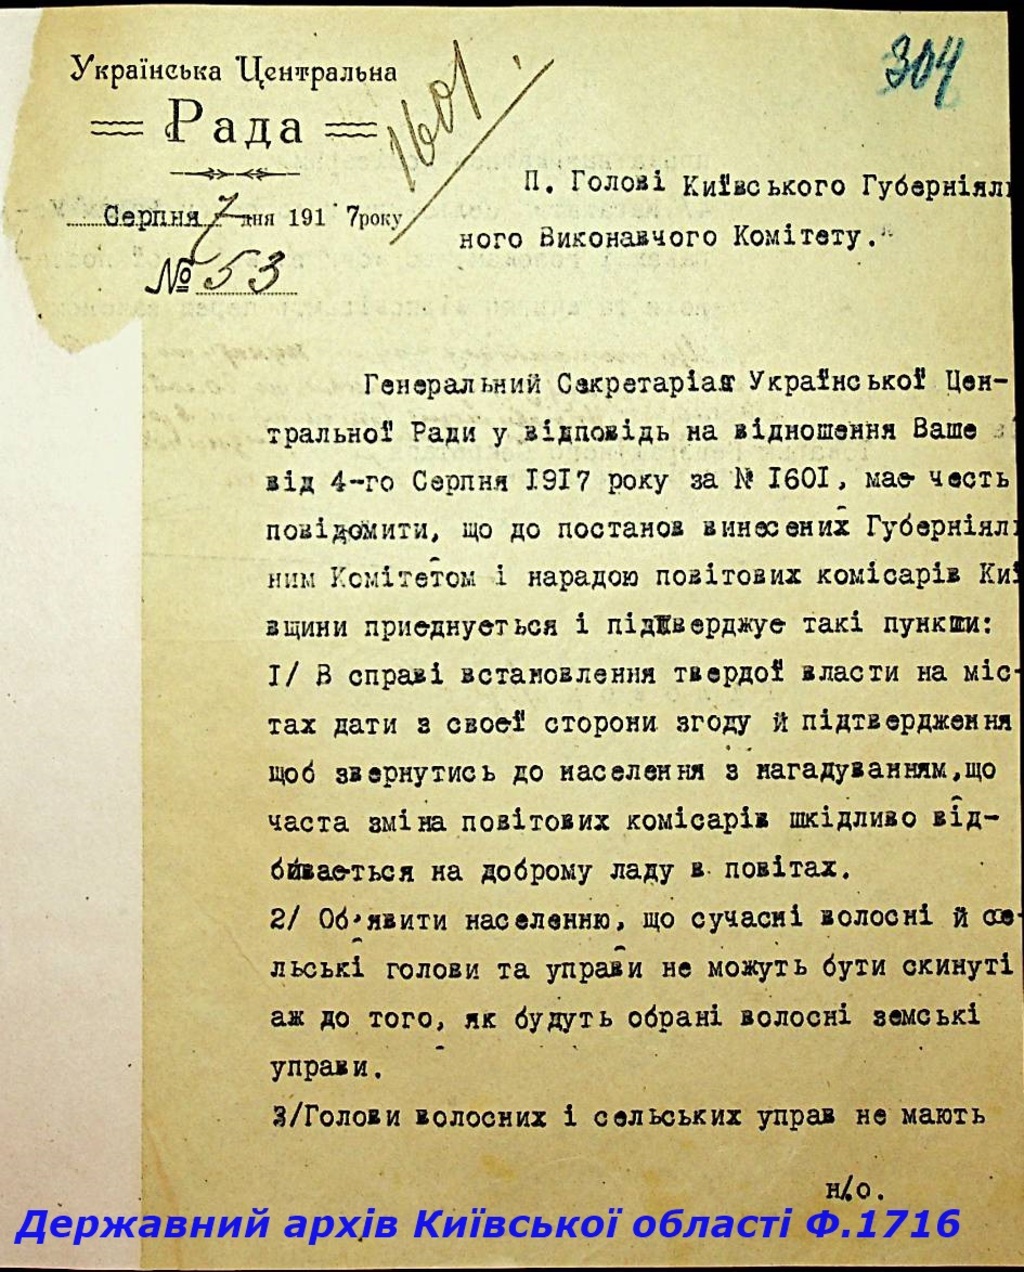 Українська Центральна
Рада
1601
304
Серпня 7 дня 1917 року
№ 53
П. Голові Київського Губерніяль
ного Виконавчого Комітету."
Генеральний Секретаріят Української Цен-
тральної Ради у відповідь на відношення Ваше
від 4-го Серпня 1917 року за № 1601, має честь
повідомити, що до постанов винесених Губерніяль
ним Комітетом і нарадою повітових комісарів Киї
вщини приеднується і підтверджує такі пункти:
1/ В справі встановлення твердої власти на міс-
тах дати з своєї сторони згоду й підтвердження
щоб звернутись до населення з нагадуванням,що
часта зміна повітових комісарів шкідливо від-
бивається на доброму ладу в повітах.
2/ Об'явити населенню, що сучасні волосні й се-
льські голови та управи не можуть бути скинуті
аж до того, як будуть обрані волосні земські
управи.
3/Голови волосних і сельських управ не мають
н/о.
Державний архів Київської області Ф.1716